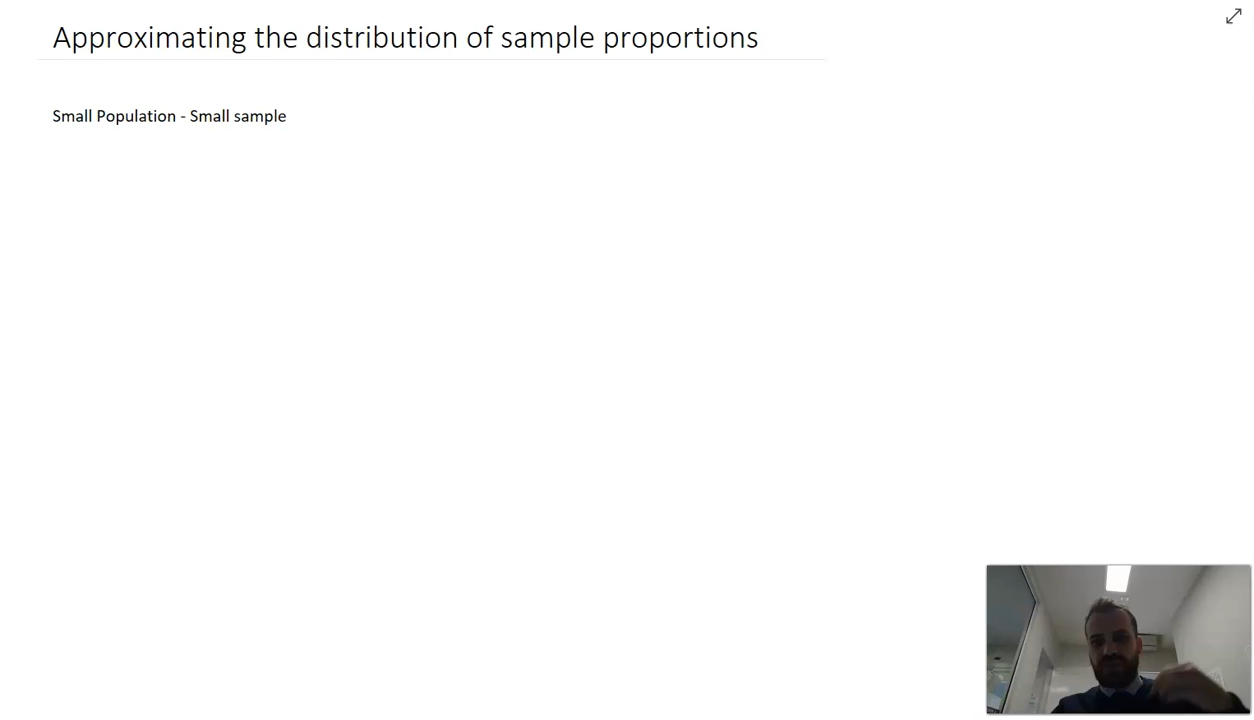 Approximating the distribution of sample proportions
Small Population - Small sample